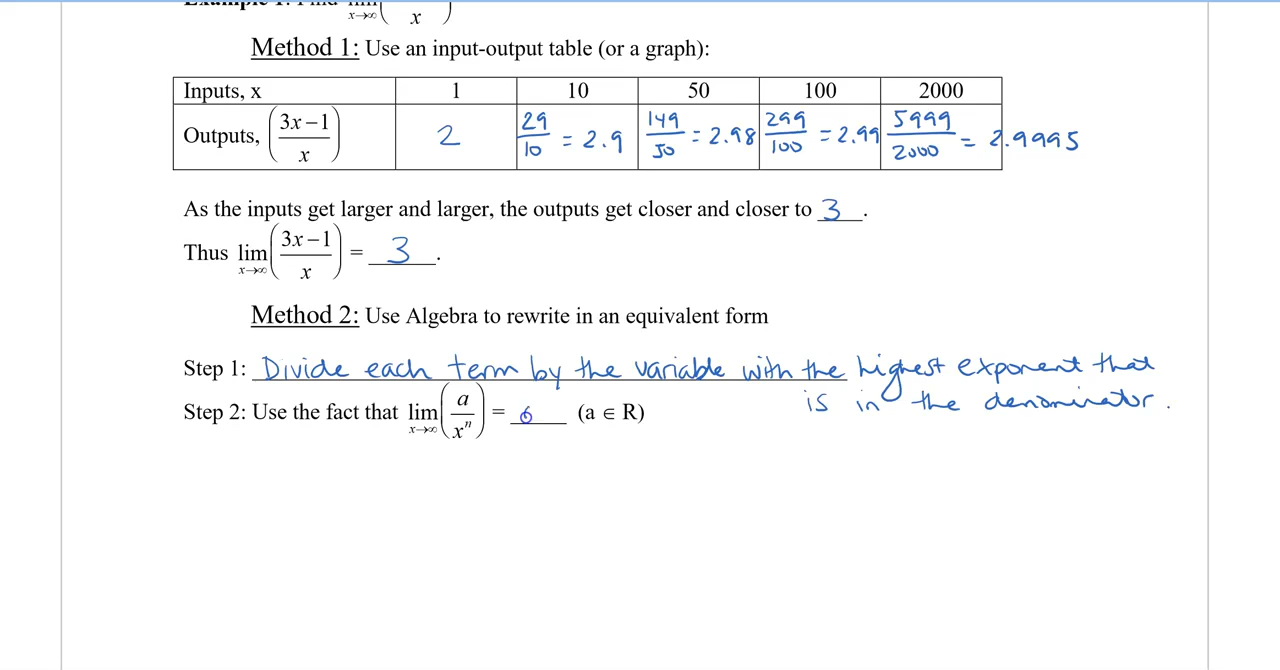 x→∞ ( x )
Method 1: Use an input-output table (or a graph):
Inputs, x 1 10 50 100 2000
Outputs, (3x−1 / x) 2 29/10 = 2.9 149/50 = 2.98 299/100 = 2.99 5999/2000 = 2.9995
As the inputs get larger and larger, the outputs get closer and closer to 3.
Thus lim x→∞ (3x−1 / x) = 3.
Method 2: Use Algebra to rewrite in an equivalent form
Step 1: Divide each term by the variable with the highest exponent that
is in the denominator.
Step 2: Use the fact that lim x→∞ (a / xⁿ) = 0 (a ∈ R)